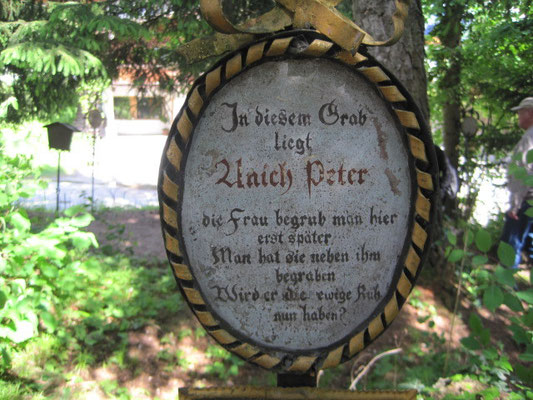 In diesem Grab
liegt
Unich Peter
die Frau begrub man hier
erst später
Man hat sie neben ihm
begraben
Wird er die ewige Ruh
nun haben?